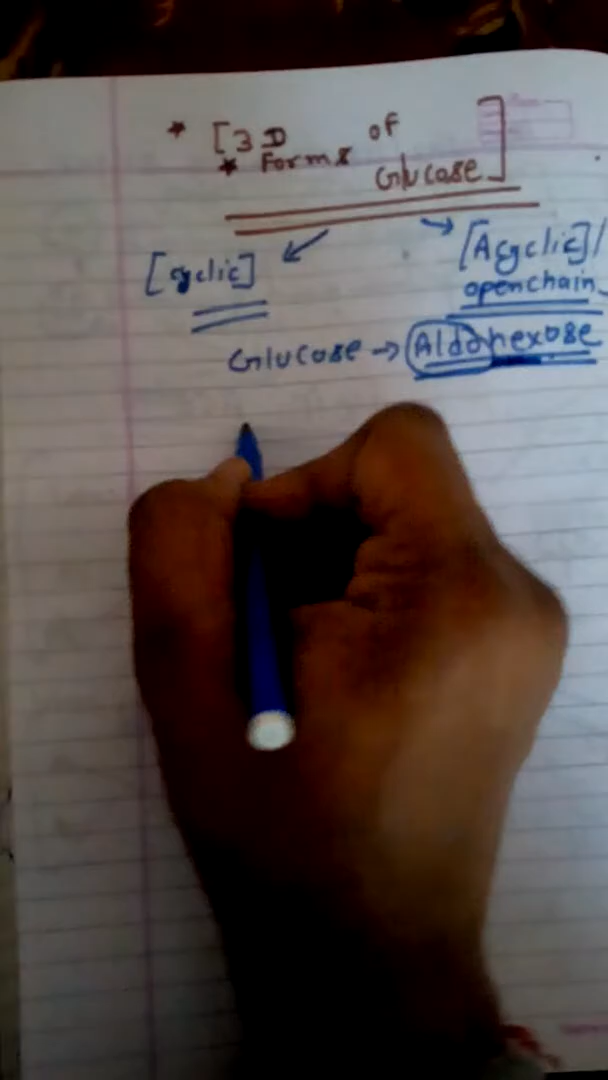 * [3D of
* Forms Glucose]
[cyclic] [Acyclic]/
openchain
Glucose → Aldohexose